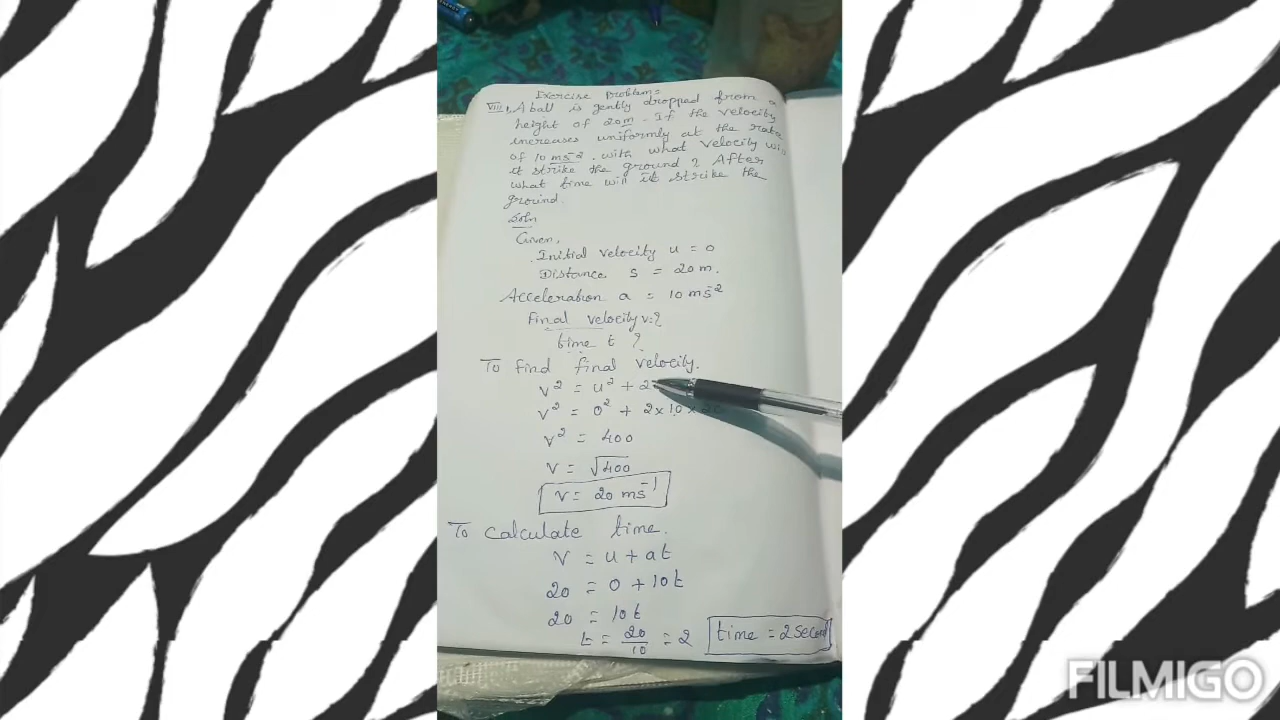 Exercise Problem=
VIII, A ball is gently dropped from a
height of 20m. If the velocity
increases uniformly at the rate
of 10 ms⁻². with what velocity wi
it strike the ground? After
what time will it strike the
ground.
Soln
Given,
Initial velocity u = 0
Distance s = 20m.
Acceleration a = 10 ms⁻²
Final velocity v=?
time t ?
To find final velocity.
v² = u² + 2
v² = 0² + 2×10×20
v² = 400
v = √400
v = 20 ms⁻¹
To calculate time.
V = u + at
20 = 0 + 10t
20 = 10t
t = 20/10 = 2 time = 2 Second
FILMIGO